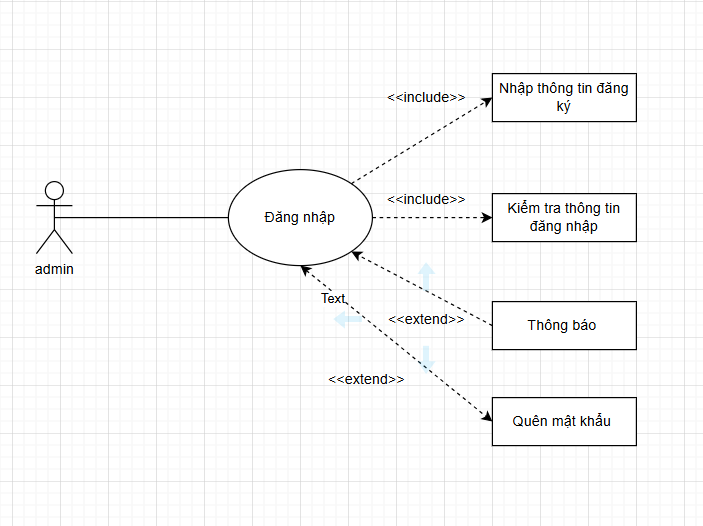 <<include>>
Nhập thông tin đăng
ký
<<include>>
Kiểm tra thông tin
đăng nhập
Đăng nhập
admin
Text
<<extend>>
Thông báo
<<extend>>
Quên mật khẩu